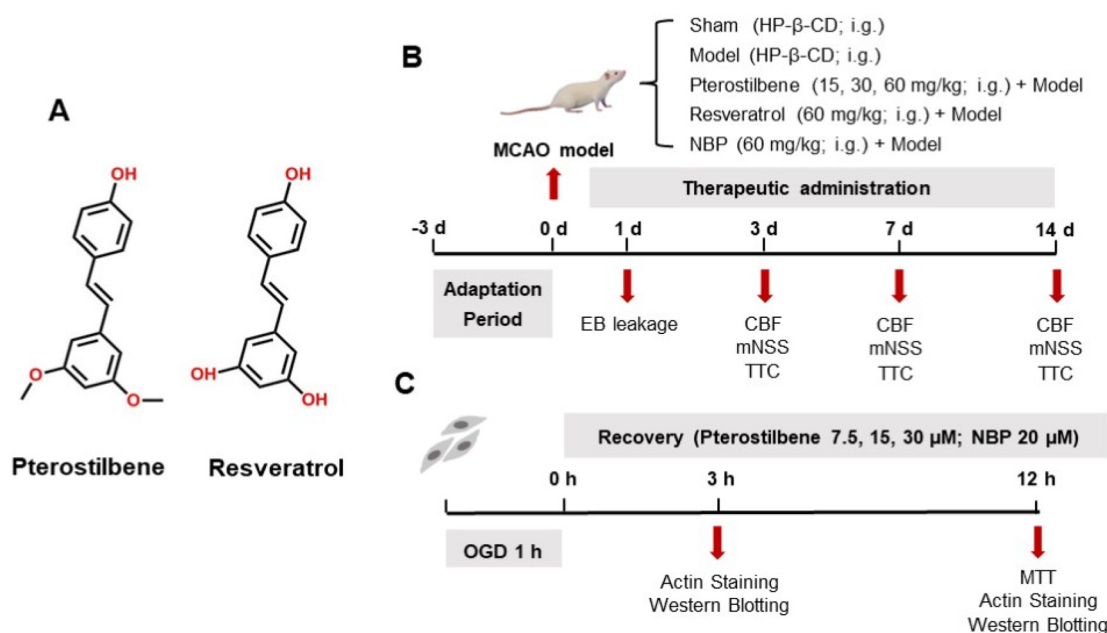 A
OH
O
O
Pterostilbene
OH
OH
OH
Resveratrol
B
MCAO model
Sham (HP-β-CD; i.g.)
Model (HP-β-CD; i.g.)
Pterostilbene (15, 30, 60 mg/kg; i.g.) + Model
Resveratrol (60 mg/kg; i.g.) + Model
NBP (60 mg/kg; i.g.) + Model
Therapeutic administration
-3 d 0 d 1 d 3 d 7 d 14 d
Adaptation
Period
EB leakage
CBF
mNSS
TTC
CBF
mNSS
TTC
CBF
mNSS
TTC
C
Recovery (Pterostilbene 7.5, 15, 30 μM; NBP 20 μM)
0 h 3 h 12 h
OGD 1 h
Actin Staining
Western Blotting
MTT
Actin Staining
Western Blotting